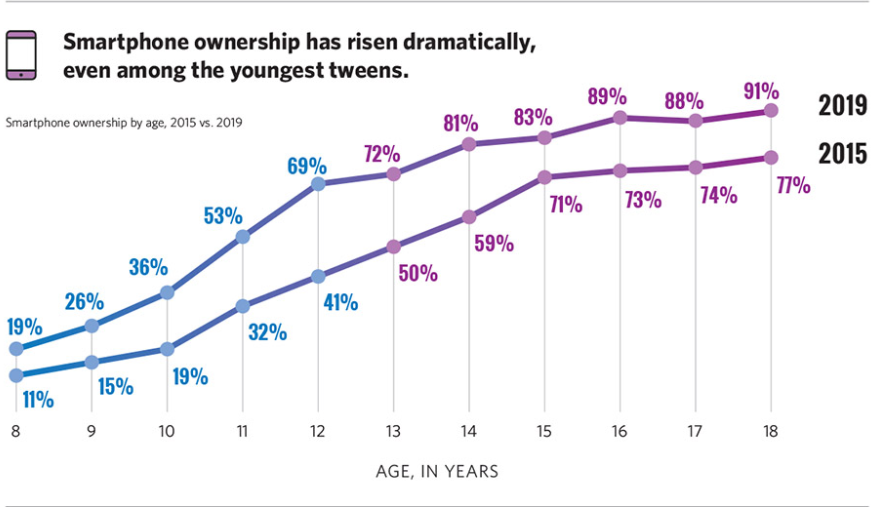 Smartphone ownership has risen dramatically,
even among the youngest tweens.
Smartphone ownership by age, 2015 vs. 2019
19% 26% 36% 53% 69% 72% 81% 83% 89% 88% 91% 2019
11% 15% 19% 32% 41% 50% 59% 71% 73% 74% 77% 2015
8 9 10 11 12 13 14 15 16 17 18
AGE, IN YEARS